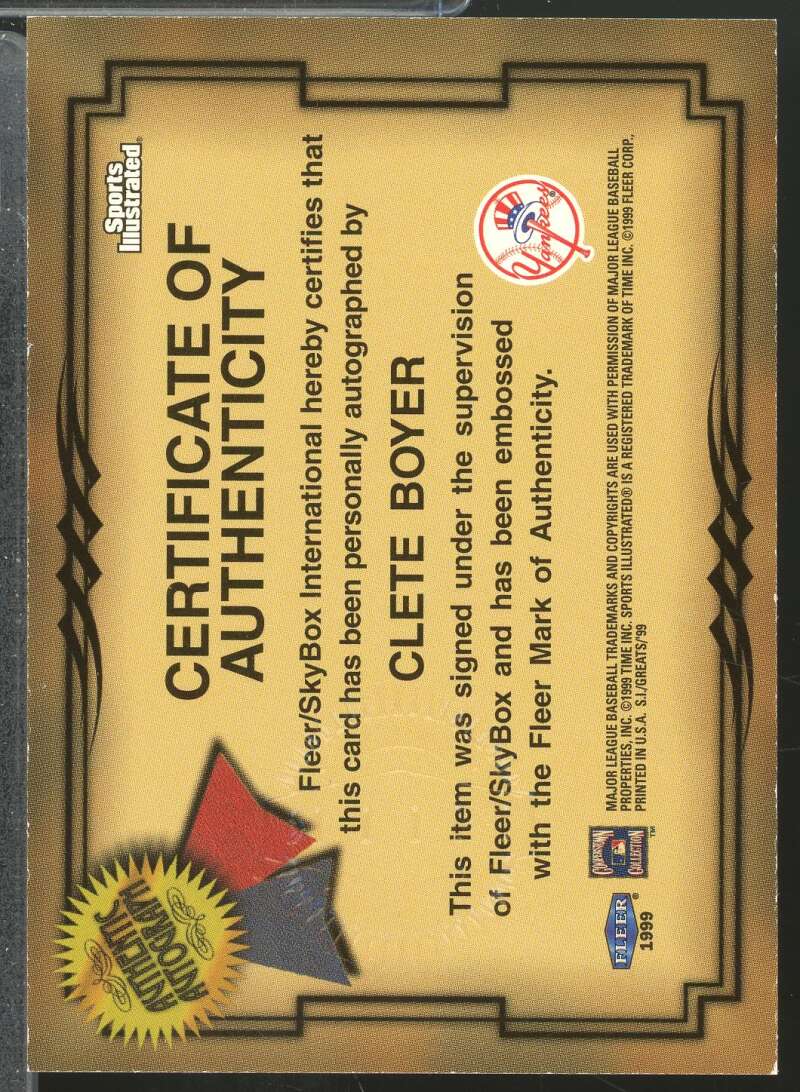 Sports
Illustrated®
CERTIFICATE OF
AUTHENTICITY
AUTHENTIC
AUTOGRAPH
Fleer/SkyBox International hereby certifies that
this card has been personally autographed by
CLETE BOYER
This item was signed under the supervision
of Fleer/SkyBox and has been embossed
with the Fleer Mark of Authenticity.
Yankees®
FLEER®
1999
COOPERSTOWN
COLLECTION
™
MAJOR LEAGUE BASEBALL TRADEMARKS AND COPYRIGHTS ARE USED WITH PERMISSION OF MAJOR LEAGUE BASEBALL
PROPERTIES, INC. ©1999 TIME INC. SPORTS ILLUSTRATED® IS A REGISTERED TRADEMARK OF TIME INC. ©1999 FLEER CORP.,
PRINTED IN U.S.A. S.I./GREATS/'99